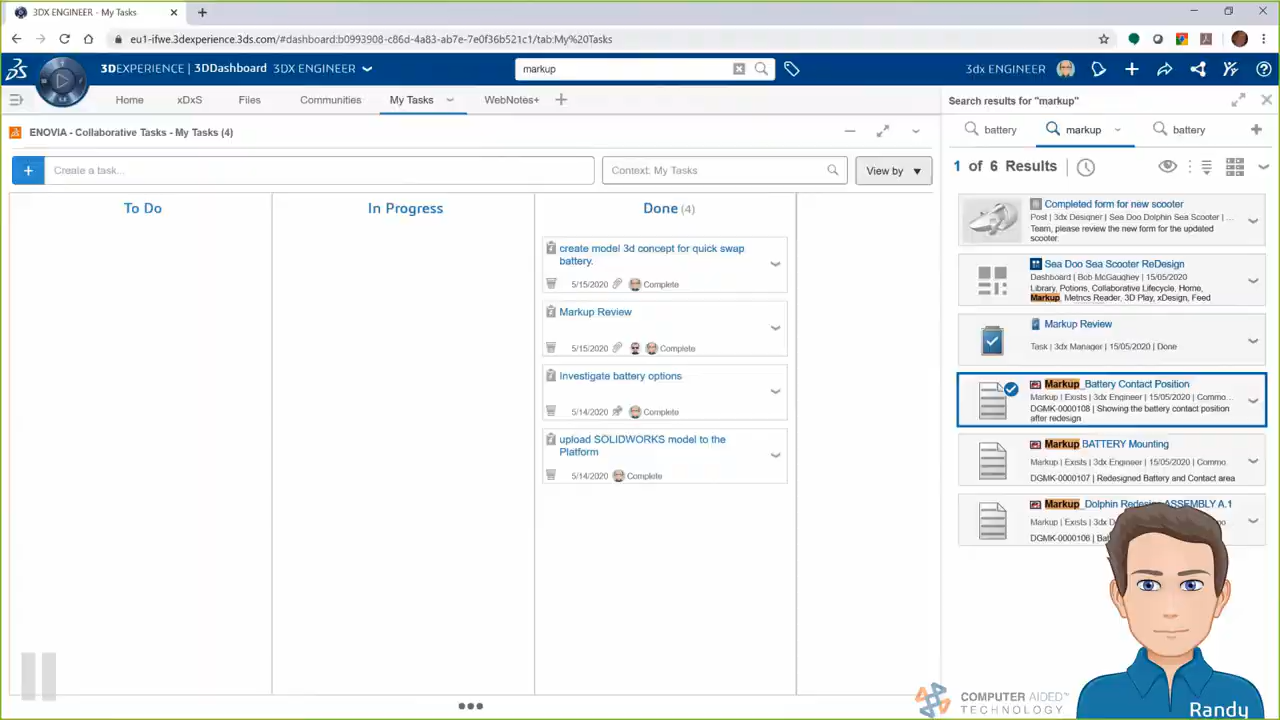 3DX ENGINEER - My Tasks
eu1-ifwe.3dexperience.3ds.com/#dashboard:b0993908-c86d-4a83-ab7e-7e0f36b521c1/tab:My%20Tasks
3DEXPERIENCE | 3DDashboard 3DX ENGINEER
markup
3dx ENGINEER
Home
xDxS
Files
Communities
My Tasks
WebNotes+
Search results for "markup"
ENOVIA - Collaborative Tasks - My Tasks (4)
battery
markup
battery
Create a task...
Context: My Tasks
View by
1 of 6 Results
To Do
In Progress
Done (4)
create model 3d concept for quick swap
battery.
5/15/2020 Complete
Markup Review
5/15/2020 Complete
Investigate battery options
5/14/2020 Complete
upload SOLIDWORKS model to the
Platform
5/14/2020 Complete
Completed form for new scooter
Post | 3dx Designer | Sea Doo Dolphin Sea Scooter | ...
Team, please review the new form for the updated
scooter.
Sea Doo Sea Scooter ReDesign
Dashboard | Bob McGaughey | 15/05/2020
Library, Potions, Collaborative Lifecycle, Home,
Markup, Metrics Reader, 3D Play, xDesign, Feed
Markup Review
Task | 3dx Manager | 15/05/2020 | Done
Markup_Battery Contact Position
Markup | Exists | 3dx Engineer | 15/05/2020 | Commo...
DGMK-0000108 | Showing the battery contact position
after redesign
Markup BATTERY Mounting
Markup | Exists | 3dx Engineer | 15/05/2020 | Commo
DGMK-0000107 | Redesigned Battery and Contact area
Markup_Dolphin Redesign ASSEMBLY A.1
Markup | Exists | 3dx D
DGMK-0000106 | Bat
COMPUTER AIDED™
TECHNOLOGY
Randy